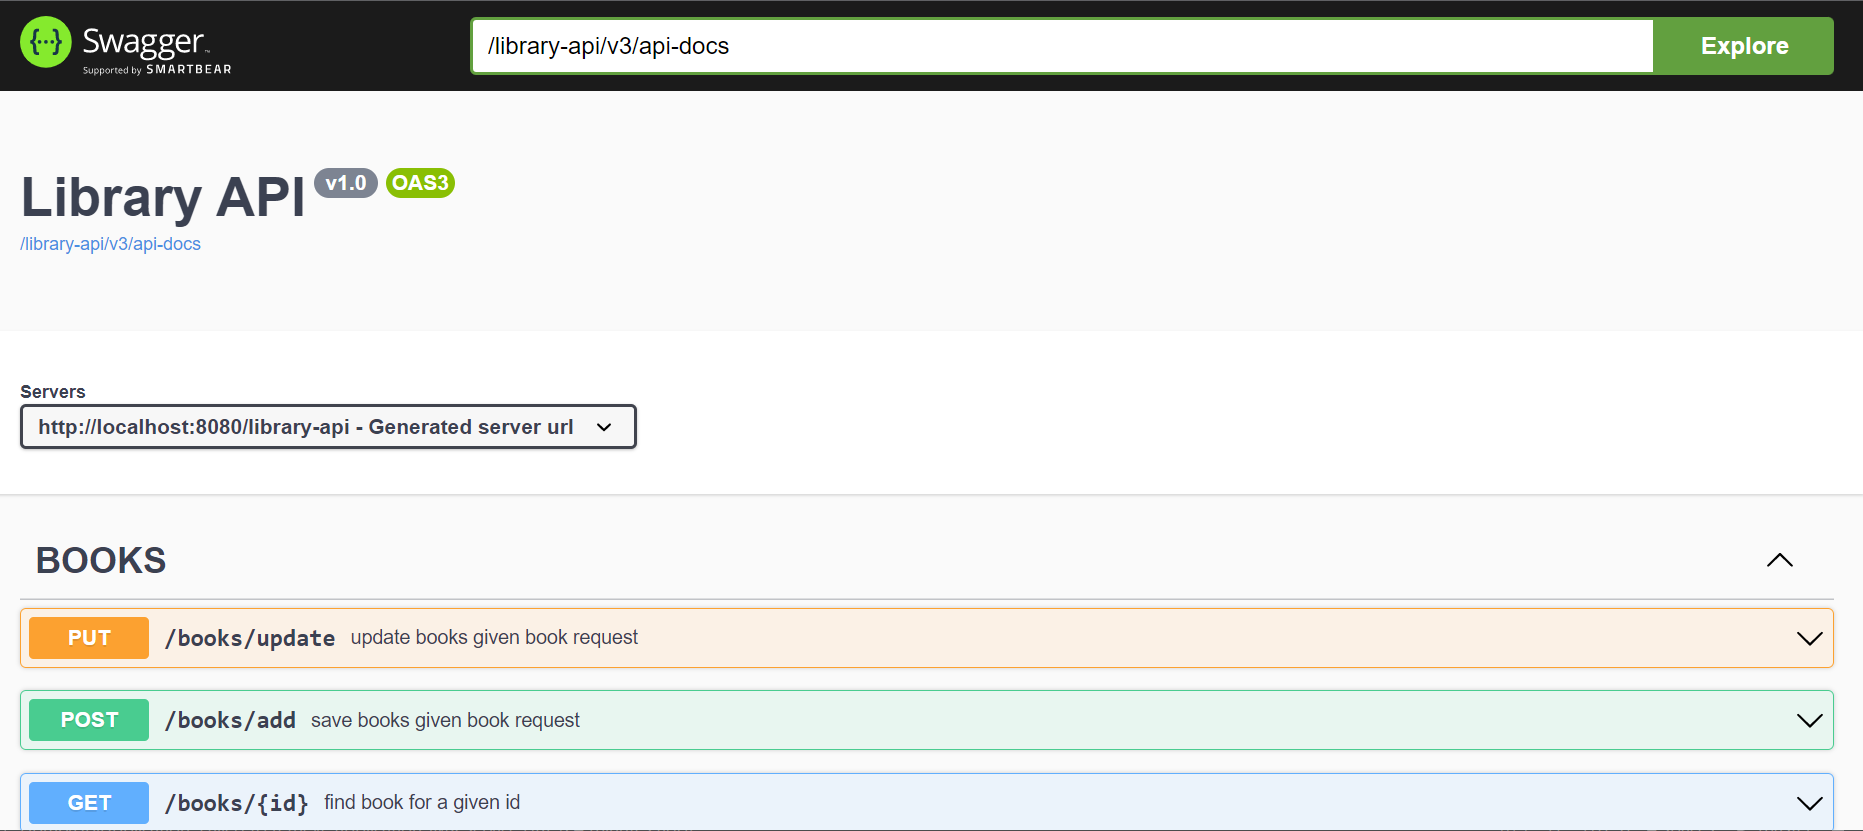 Swagger
Supported by SMARTBEAR
/library-api/v3/api-docs
Explore
Library API v1.0 OAS3
/library-api/v3/api-docs
Servers
http://localhost:8080/library-api - Generated server url
BOOKS
PUT /books/update update books given book request
POST /books/add save books given book request
GET /books/{id} find book for a given id